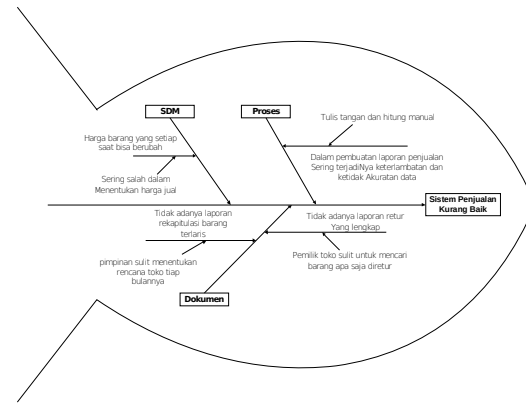 SDM
Proses
Tulis tangan dan hitung manual
Harga barang yang setiap
saat bisa berubah
Dalam pembuatan laporan penjualan
Sering terjadiNya keterlambatan dan
ketidak Akuratan data
Sering salah dalam
Menentukan harga jual
Sistem Penjualan
Kurang Baik
Tidak adanya laporan
rekapitulasi barang
terlaris
Tidak adanya laporan retur
Yang lengkap
pimpinan sulit menentukan
rencana toko tiap
bulannya
Pemilik toko sulit untuk mencari
barang apa saja diretur
Dokumen